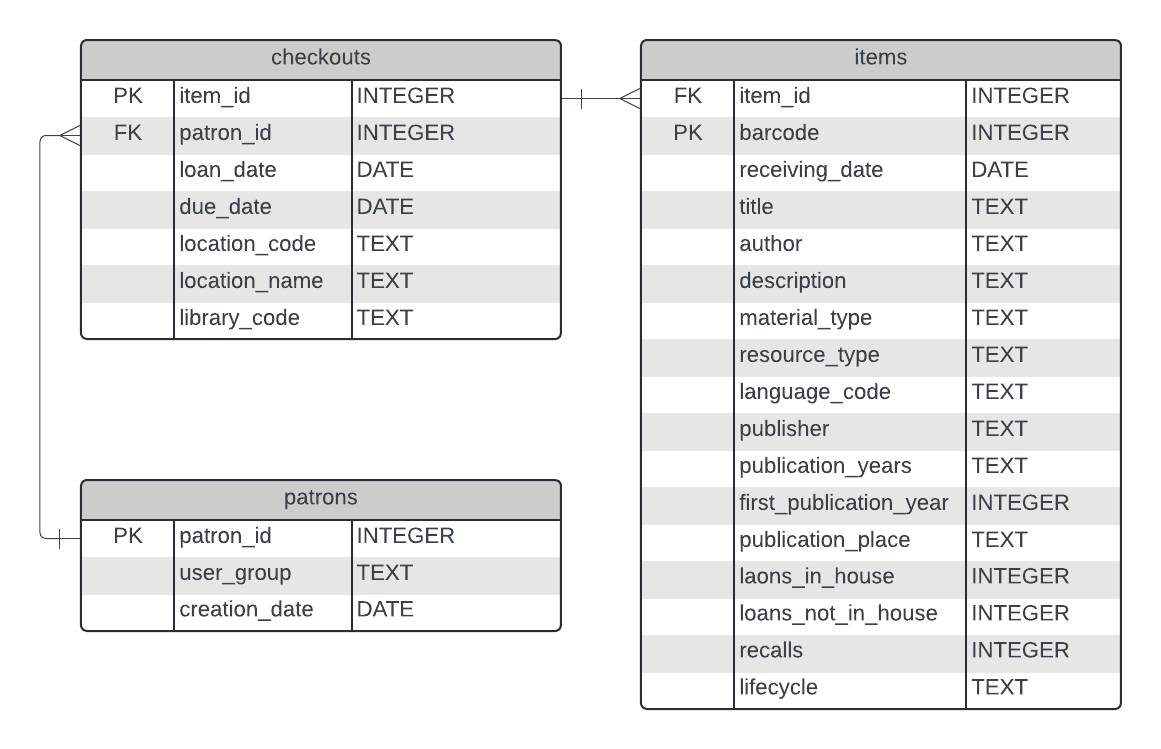 checkouts
PK item_id INTEGER
FK patron_id INTEGER
loan_date DATE
due_date DATE
location_code TEXT
location_name TEXT
library_code TEXT
items
FK item_id INTEGER
PK barcode INTEGER
receiving_date DATE
title TEXT
author TEXT
description TEXT
material_type TEXT
resource_type TEXT
language_code TEXT
publisher TEXT
publication_years TEXT
first_publication_year INTEGER
publication_place TEXT
laons_in_house INTEGER
loans_not_in_house INTEGER
recalls INTEGER
lifecycle TEXT
patrons
PK patron_id INTEGER
user_group TEXT
creation_date DATE